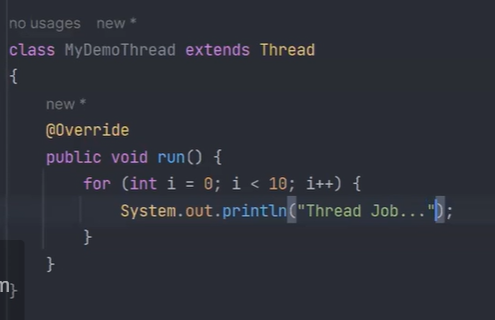 no usages   new *
class MyDemoThread extends Thread
{
    new *
    @Override
    public void run() {
        for (int i = 0; i < 10; i++) {
            System.out.println("Thread Job...");
        }
    }
m
}